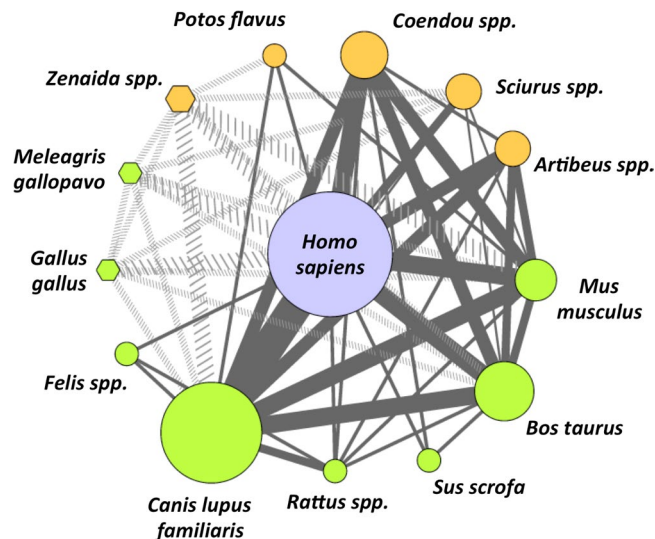 Potos flavus
Coendou spp.
Zenaida spp.
Sciurus spp.
Meleagris
gallopavo
Artibeus spp.
Homo
sapiens
Gallus
gallus
Mus
musculus
Felis spp.
Bos taurus
Canis lupus
familiaris
Rattus spp.
Sus scrofa